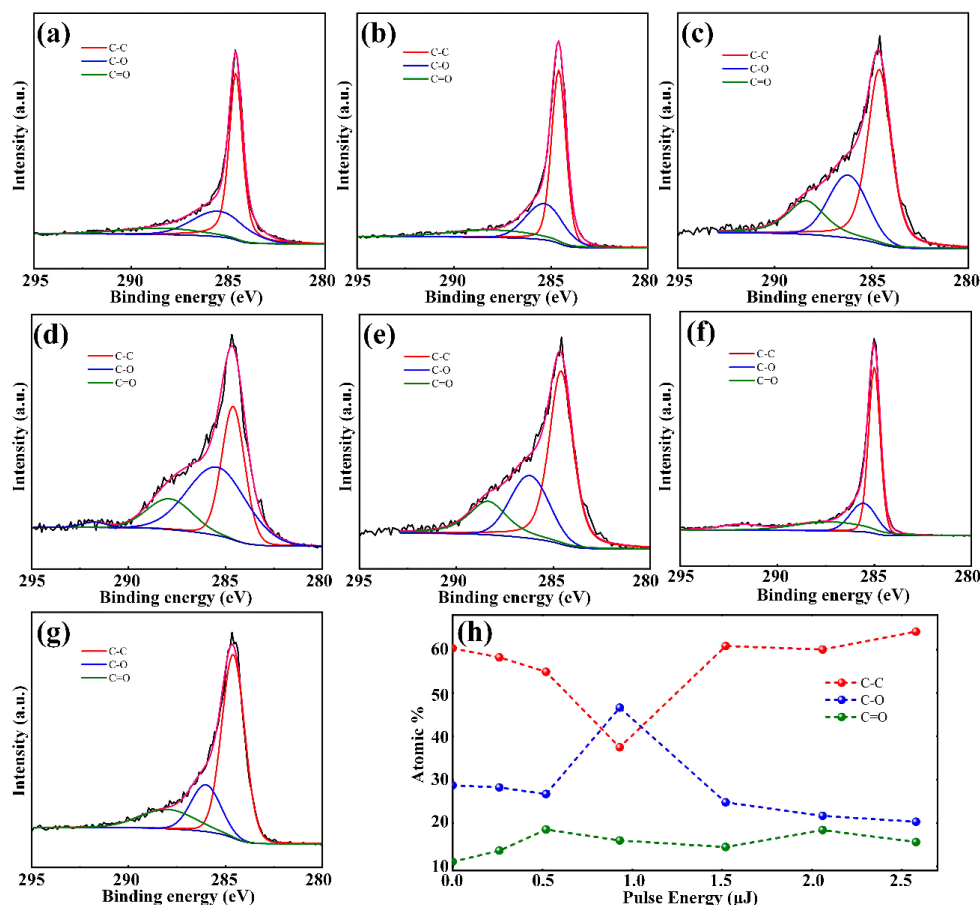 (a)
C-C
C-O
C=O
Intensity (a.u.)
295 290 285 280
Binding energy (eV)
(b)
C-C
C-O
C=O
Intensity (a.u.)
295 290 285 280
Binding energy (eV)
(c)
C-C
C-O
C=O
Intensity (a.u.)
295 290 285 280
Binding energy (eV)
(d)
C-C
C-O
C=O
Intensity (a.u.)
295 290 285 280
Binding energy (eV)
(e)
C-C
C-O
C=O
Intensity (a.u.)
295 290 285 280
Binding energy (eV)
(f)
C-C
C-O
C=O
Intensity (a.u.)
295 290 285 280
Binding energy (eV)
(g)
C-C
C-O
C=O
Intensity (a.u.)
295 290 285 280
Binding energy (eV)
(h)
60
50
40
30
20
10
Atomic %
C-C
C-O
C=O
0.0 0.5 1.0 1.5 2.0 2.5
Pulse Energy (μJ)